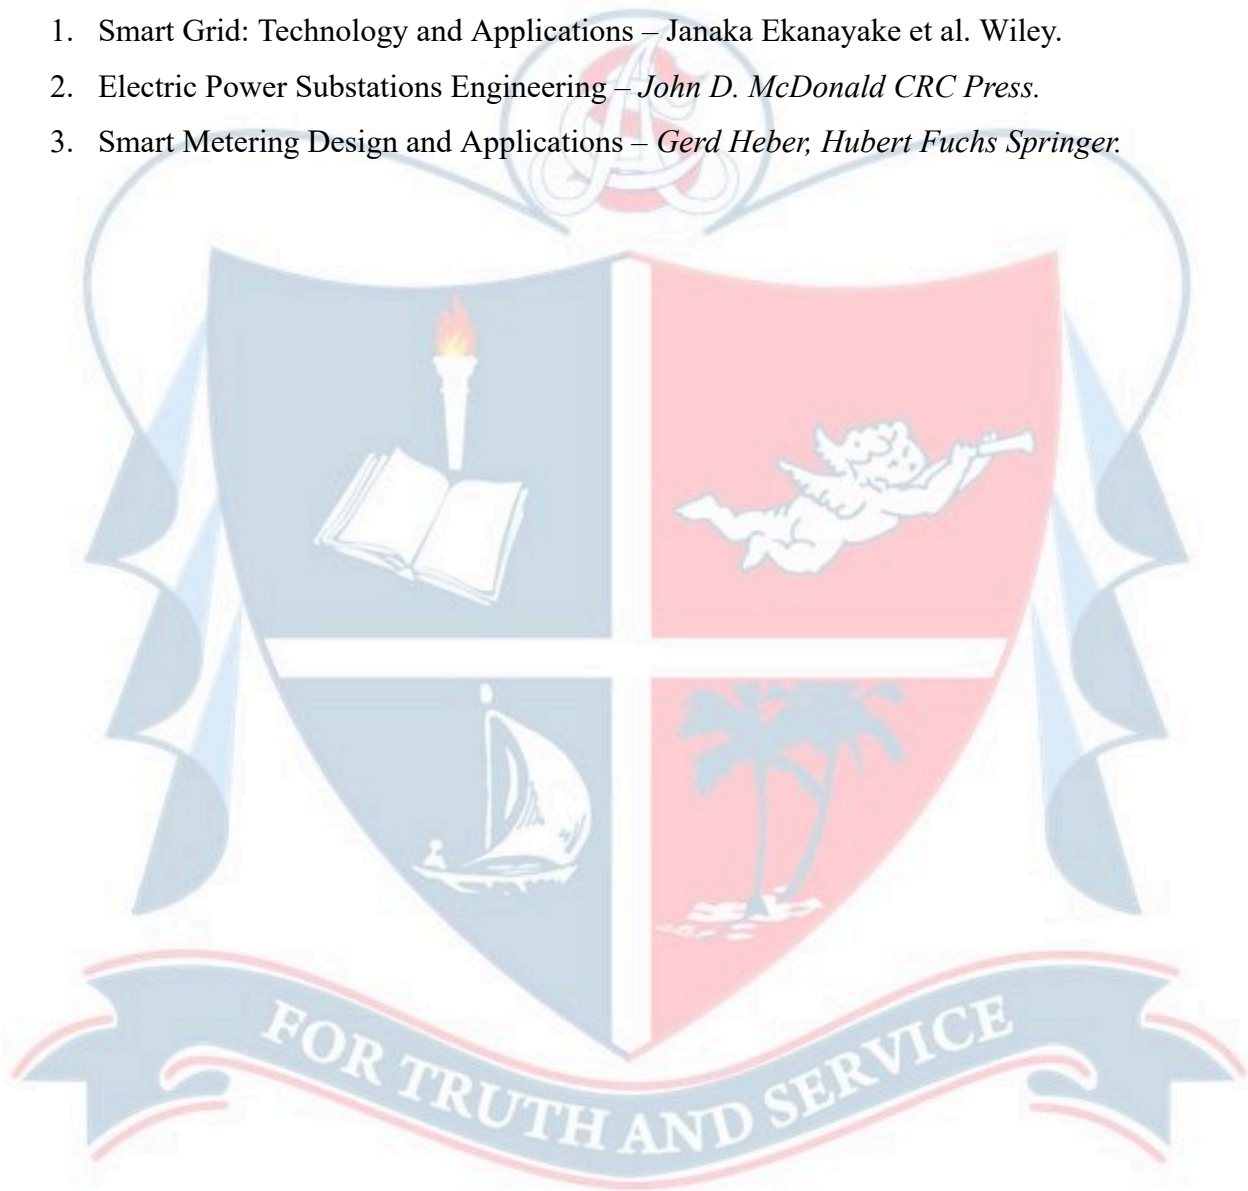 1. Smart Grid: Technology and Applications – Janaka Ekanayake et al. Wiley.
2. Electric Power Substations Engineering – John D. McDonald CRC Press.
3. Smart Metering Design and Applications – Gerd Heber, Hubert Fuchs Springer.
FOR TRUTH AND SERVICE